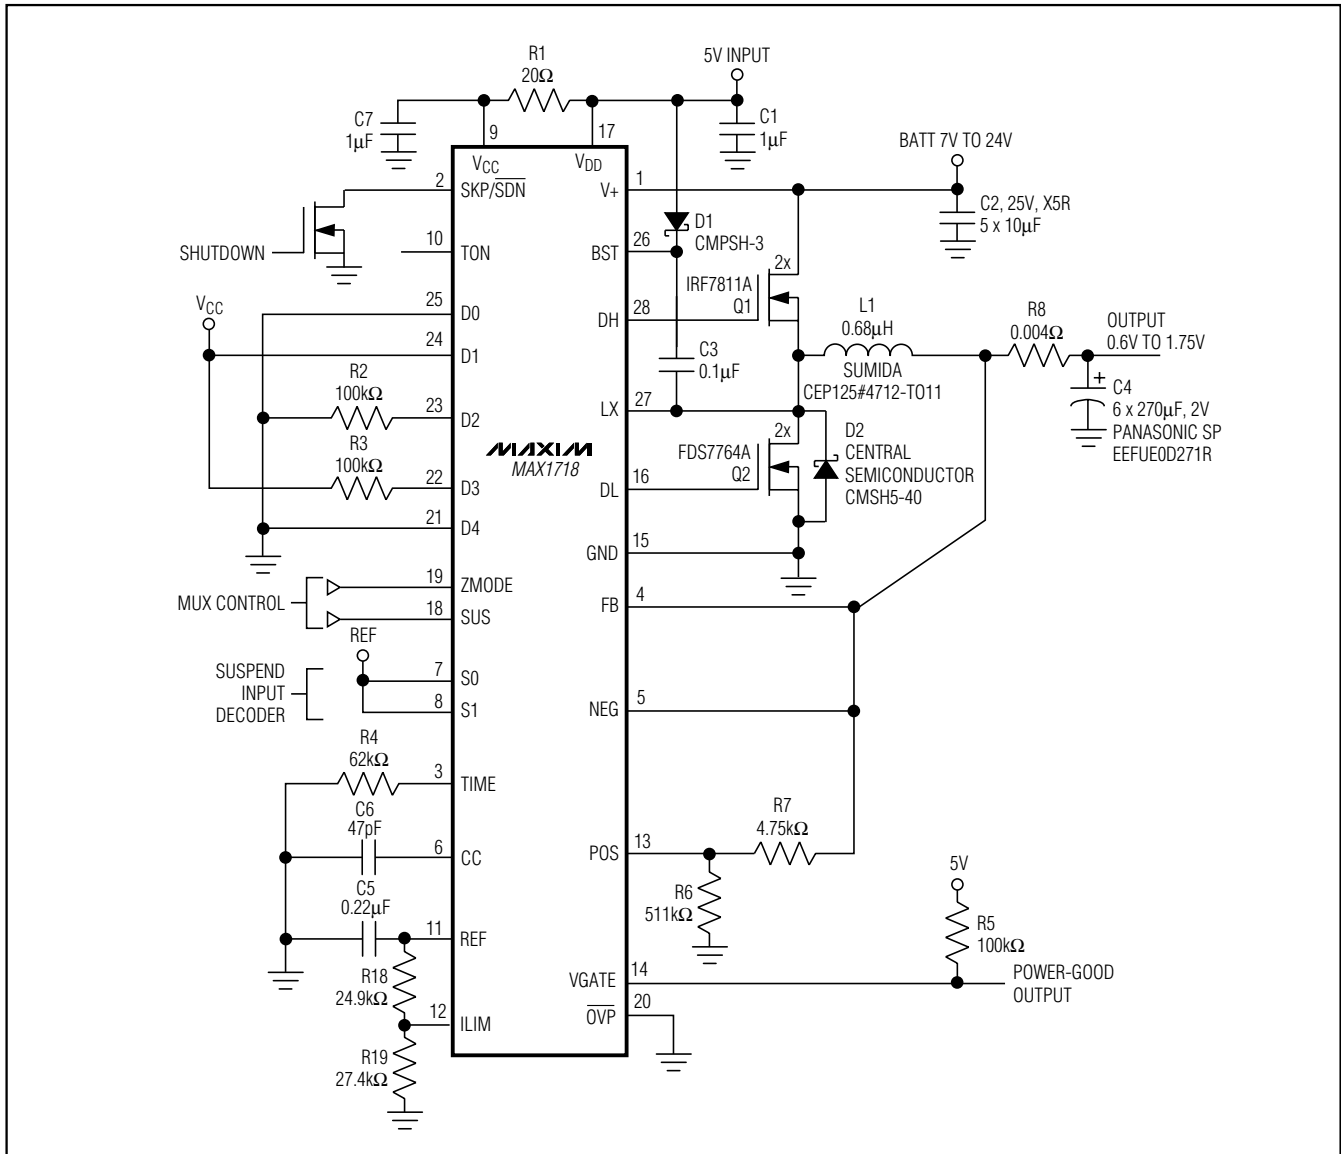 R1
20Ω
5V INPUT
C7
1µF
9
17
C1
1µF
BATT 7V TO 24V
VCC
VDD
2
SKP/SDN
V+
1
C2, 25V, X5R
5 x 10µF
SHUTDOWN
10
TON
D1
CMPSH-3
26
BST
2x
IRF7811A
Q1
VCC
25
D0
28
DH
L1
0.68µH
R8
0.004Ω
OUTPUT
0.6V TO 1.75V
24
D1
C3
0.1µF
SUMIDA
CEP125#4712-TO11
+
C4
6 x 270µF, 2V
PANASONIC SP
EEFUE0D271R
R2
100kΩ
23
D2
27
LX
R3
100kΩ
22
D3
MAXIM
MAX1718
2x
FDS7764A
Q2
D2
CENTRAL
SEMICONDUCTOR
CMSH5-40
16
DL
21
D4
15
GND
MUX CONTROL
19
ZMODE
18
SUS
4
FB
REF
SUSPEND
INPUT
DECODER
7
S0
8
S1
5
NEG
R4
62kΩ
3
TIME
C6
47pF
6
CC
R7
4.75kΩ
13
POS
R6
511kΩ
C5
0.22µF
11
REF
5V
R5
100kΩ
R18
24.9kΩ
14
VGATE
POWER-GOOD
OUTPUT
12
ILIM
20
OVP
R19
27.4kΩ